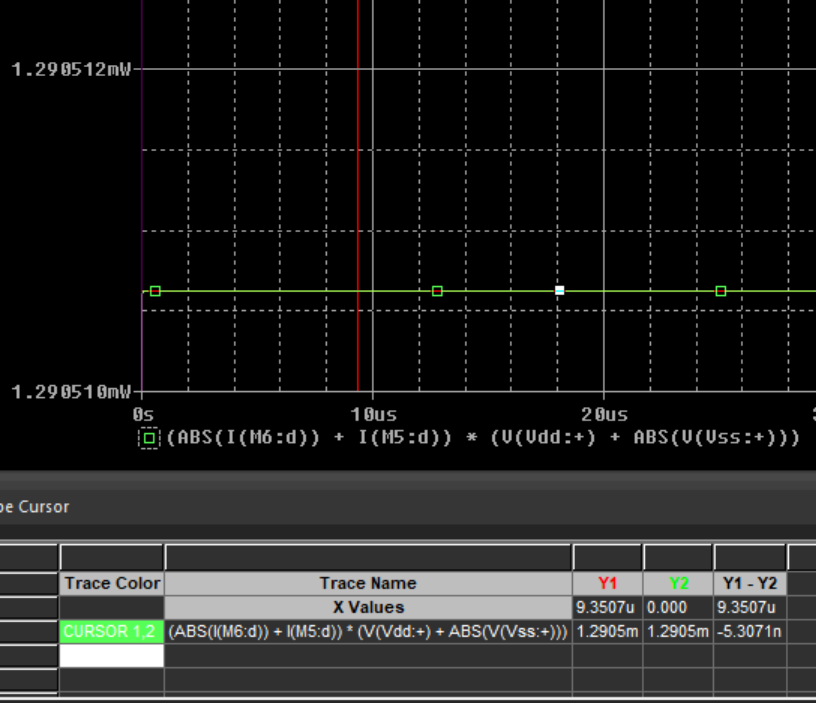 1.290512mW
1.290510mW
0s 10us 20us
(ABS(I(M6:d)) + I(M5:d)) * (V(Vdd:+) + ABS(V(Vss:+)))
be Cursor
Trace Color Trace Name Y1 Y2 Y1 - Y2
X Values 9.3507u 0.000 9.3507u
CURSOR 1,2 (ABS(I(M6:d)) + I(M5:d)) * (V(Vdd:+) + ABS(V(Vss:+))) 1.2905m 1.2905m -5.3071n